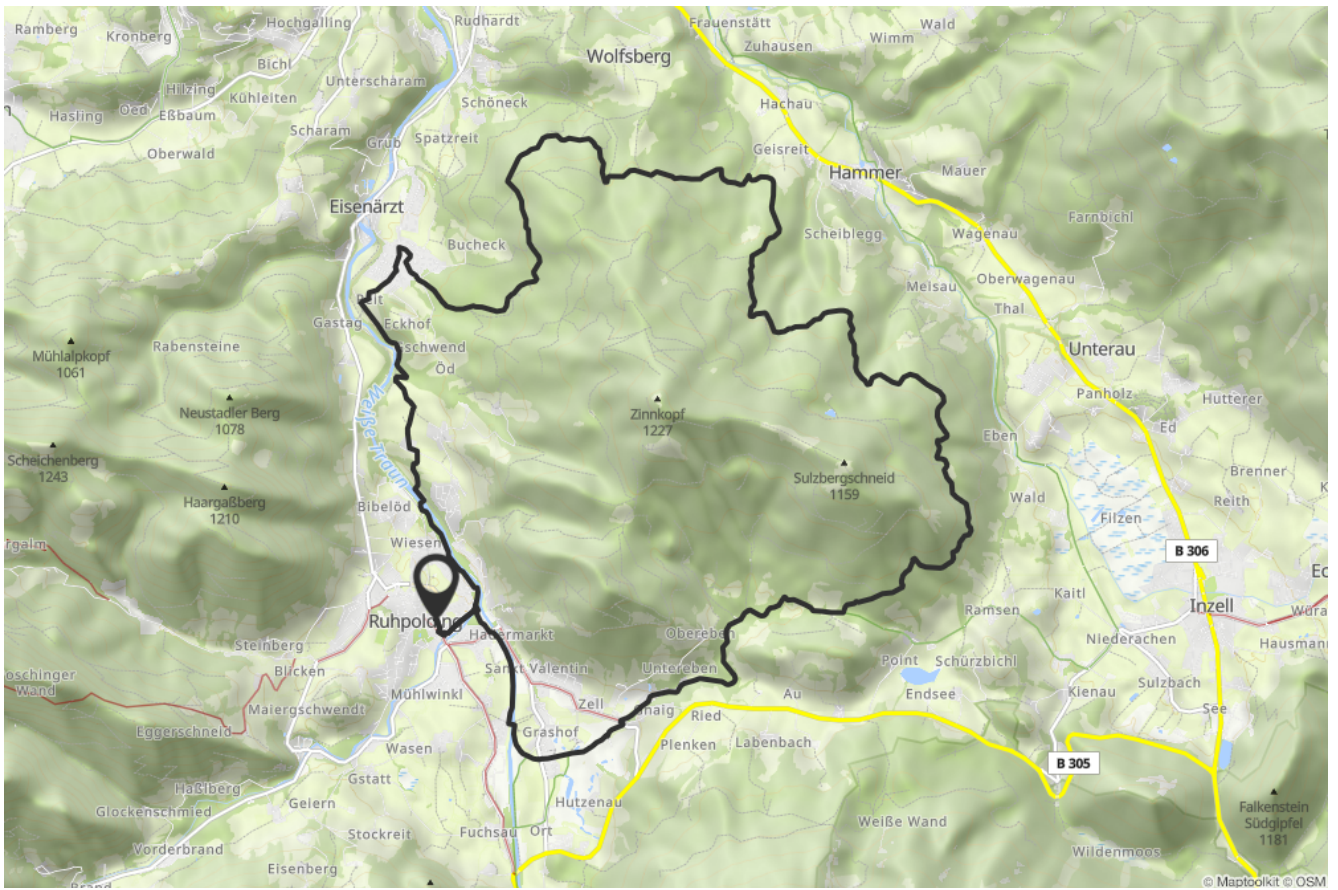 Ramberg
Kronberg
Hochgalling
Rudhardt
Frauenstätt
Wald
Wimm
Zuhausen
Bichl
Wolfsberg
Hilzing
Unterscharam
Kühleiten
Oed
Eßbaum
Hasling
Schöneck
Hachau
Scharam
Spatzreit
Grub
Oberwald
Geisreit
Hammer
Mauer
Eisenärzt
Farnbichl
Scheiblegg
Wagenau
Bucheck
Oberwagenau
Melsau
Thal
Gastag
Eckhof
Rabensteine
Unterau
Mühlalpkopf
1061
Öd
Panholz
Hutterer
Neustadler Berg
1078
Zinnkopf
1227
Ed
Weiße Traun
Eben
Scheichenberg
1243
Sulzbergschneid
1159
Brenner
Haargaßberg
1210
Wald
Reith
Bibelöd
Filzen
Wiesen
B 306
Kaitl
Inzell
Ruhpolding
Ramsen
Hadermarkt
Obereben
Niederachen
Steinberg
Hausmann
Blicken
Sankt Valentin
Untereben
Point
Schürzbichl
Mühlwinkl
Endsee
Kienau
Sulzbach
Zell
Au
Maiergschwendt
Gnaig
Ried
See
Eggerschneid
Grashof
Wasen
Plenken
Labenbach
B 305
Gstatt
Haßlberg
Geiern
Hutzenau
Falkenstein
Südgipfel
1181
Glockenschmied
Stockreit
Fuchsau
Ort
Weiße Wand
Vorderbrand
Eisenberg
Wildenmoos
© Maptoolkit © OSM